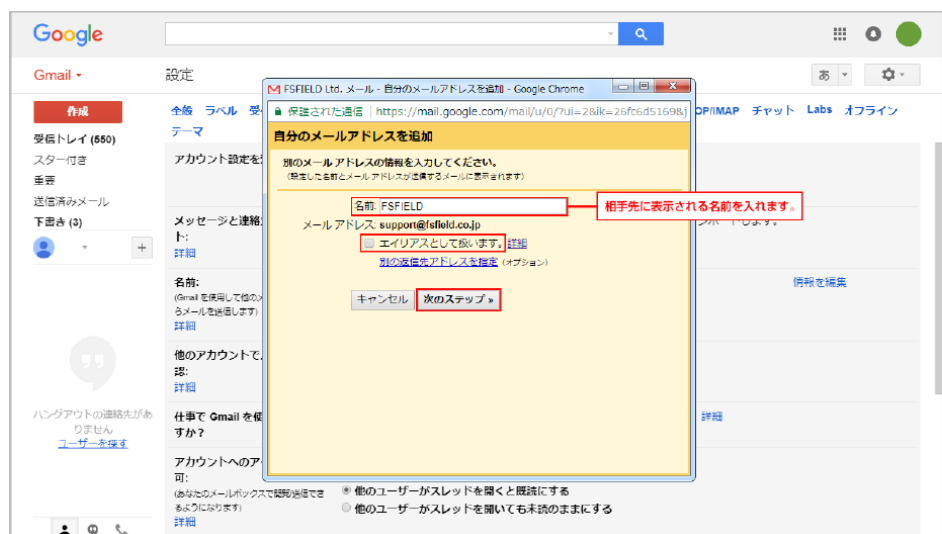 Google
Gmail
設定
あ
作成
受信トレイ (550)
スター付き
重要
送信済みメール
下書き (3)
ハングアウトの連絡先があ
りません
ユーザーを探す
全般 ラベル 受
OP/IMAP チャット Labs オフライン
テーマ
アカウント設定を
メッセージと連絡
ト:
詳細
名前:
(Gmail を使用して他の
らメールを送信します)
詳細
情報を編集
他のアカウントで
認:
詳細
仕事で Gmail を使
すか?
詳細
アカウントへのア
可:
(あなたのメールボックスで閲覧/送信でき
るようになります)
詳細
他のユーザーがスレッドを開くと既読にする
他のユーザーがスレッドを開いても未読のままにする
FSFIELD Ltd. メール - 自分のメールアドレスを追加 - Google Chrome
保護された通信 https://mail.google.com/mail/u/0/?ui=2&ik=26fc6d5169&j
自分のメールアドレスを追加
別のメール アドレスの情報を入力してください。
(設定した名前とメール アドレスが送信するメールに表示されます)
名前: FSFIELD
相手先に表示される名前を入れます。
メール アドレス: support@fsfield.co.jp
エイリアスとして扱います。 詳細
別の返信先アドレスを指定 (オプション)
キャンセル 次のステップ »